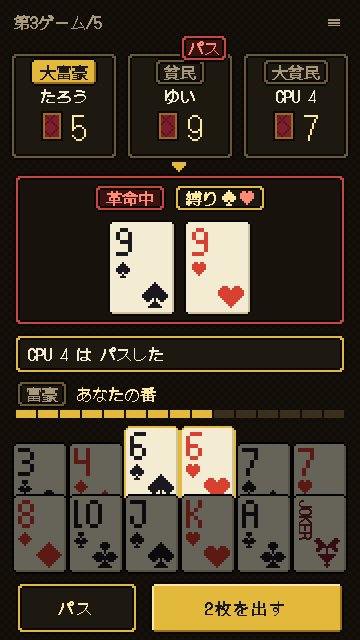 第3ゲーム/5
パス
大富豪 貧民 大貧民
たろう ゆい CPU 4
5 9 7
革命中 縛り♠♥
9 9
CPU 4 は パスした
富豪 あなたの番
3 4 6 6 7 7
8 10 J K A JOKER
パス 2枚を出す